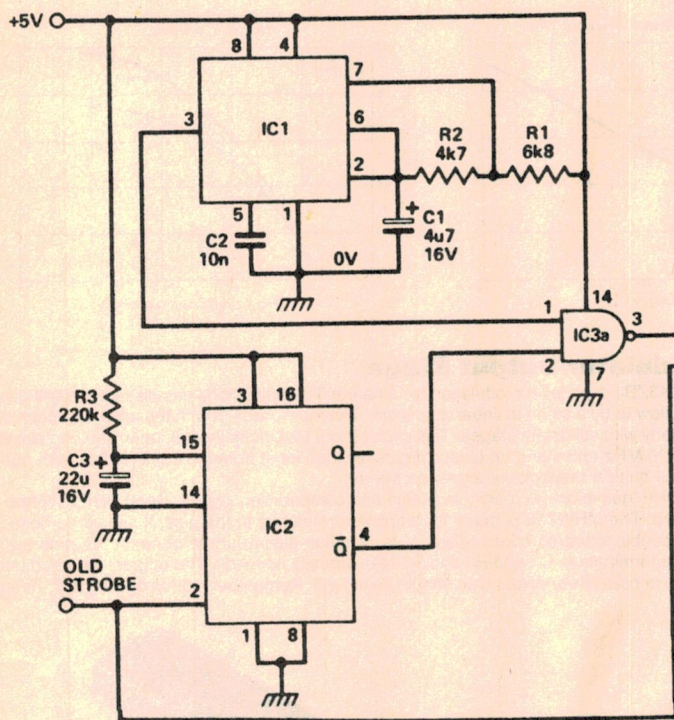 +5V
8 4
7
3
IC1
6
R2
4k7
R1
6k8
2
5 1
C2
10n
0V
+
C1
4u7
16V
1
14
3
IC3a
2
7
R3
220k
3 16
15
Q
C3
+
22u
16V
14
IC2
Q̅
4
OLD
STROBE
2
1 8